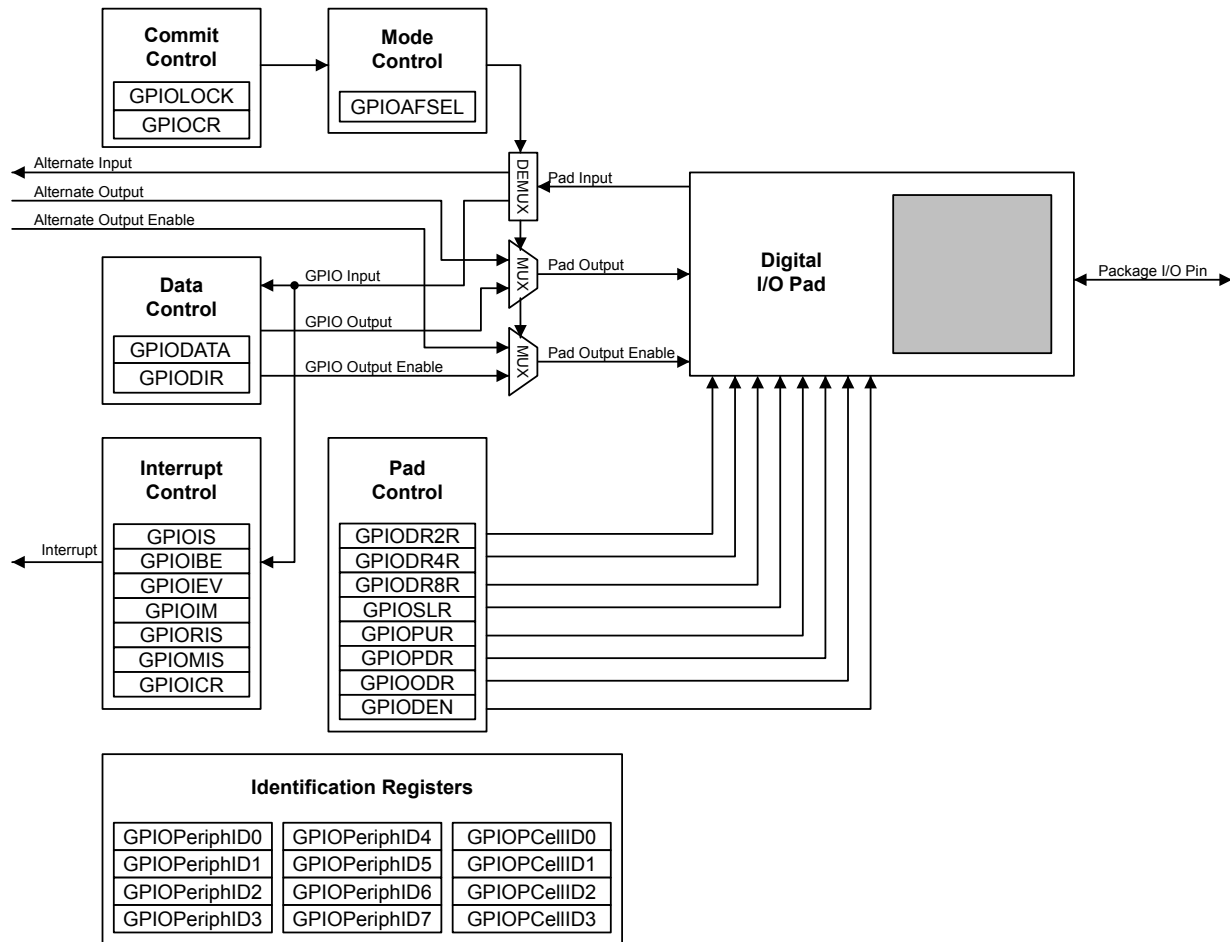 Commit
Control
GPIOLOCK
GPIOCR
Mode
Control
GPIOAFSEL
Alternate Input
Alternate Output
Alternate Output Enable
DEMUX
Pad Input
MUX
Pad Output
MUX
Pad Output Enable
Digital
I/O Pad
Package I/O Pin
Data
Control
GPIODATA
GPIODIR
GPIO Input
GPIO Output
GPIO Output Enable
Interrupt
Control
GPIOIS
GPIOIBE
GPIOIEV
GPIOIM
GPIORIS
GPIOMIS
GPIOICR
Interrupt
Pad
Control
GPIODR2R
GPIODR4R
GPIODR8R
GPIOSLR
GPIOPUR
GPIOPDR
GPIOODR
GPIODEN
Identification Registers
GPIOPeriphID0
GPIOPeriphID1
GPIOPeriphID2
GPIOPeriphID3
GPIOPeriphID4
GPIOPeriphID5
GPIOPeriphID6
GPIOPeriphID7
GPIOPCellID0
GPIOPCellID1
GPIOPCellID2
GPIOPCellID3